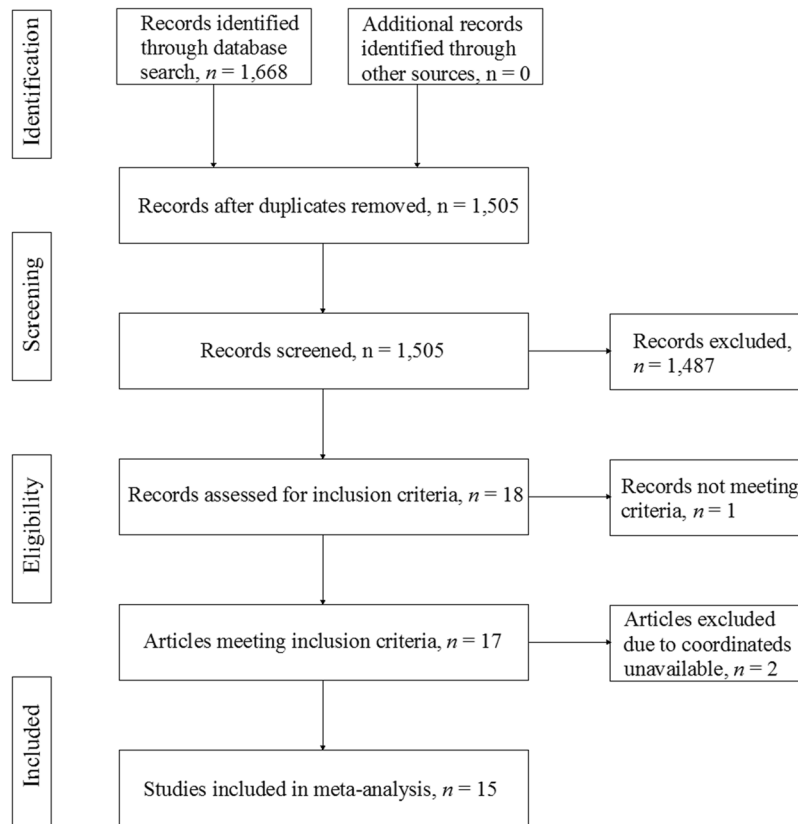 Identification
Records identified
through database
search, n = 1,668
Additional records
identified through
other sources, n = 0
Records after duplicates removed, n = 1,505
Screening
Records screened, n = 1,505
Records excluded,
n = 1,487
Eligibility
Records assessed for inclusion criteria, n = 18
Records not meeting
criteria, n = 1
Articles meeting inclusion criteria, n = 17
Articles excluded
due to coordinateds
unavailable, n = 2
Included
Studies included in meta-analysis, n = 15